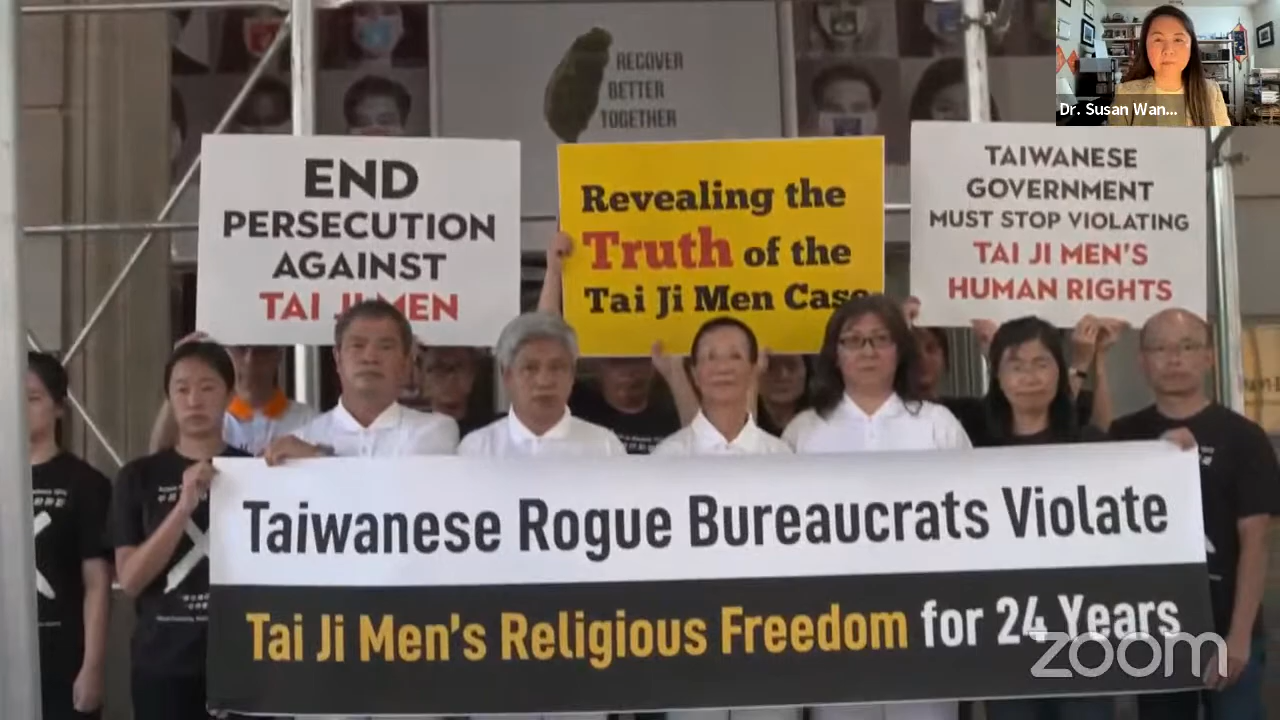 RECOVER
BETTER
TOGETHER
Dr. Susan Wan...
END
PERSECUTION
AGAINST
TAI JI MEN
Revealing the
Truth of the
Tai Ji Men Case
TAIWANESE
GOVERNMENT
MUST STOP VIOLATING
TAI JI MEN'S
HUMAN RIGHTS
Taiwanese Rogue Bureaucrats Violate
Tai Ji Men's Religious Freedom for 24 Years
zoom